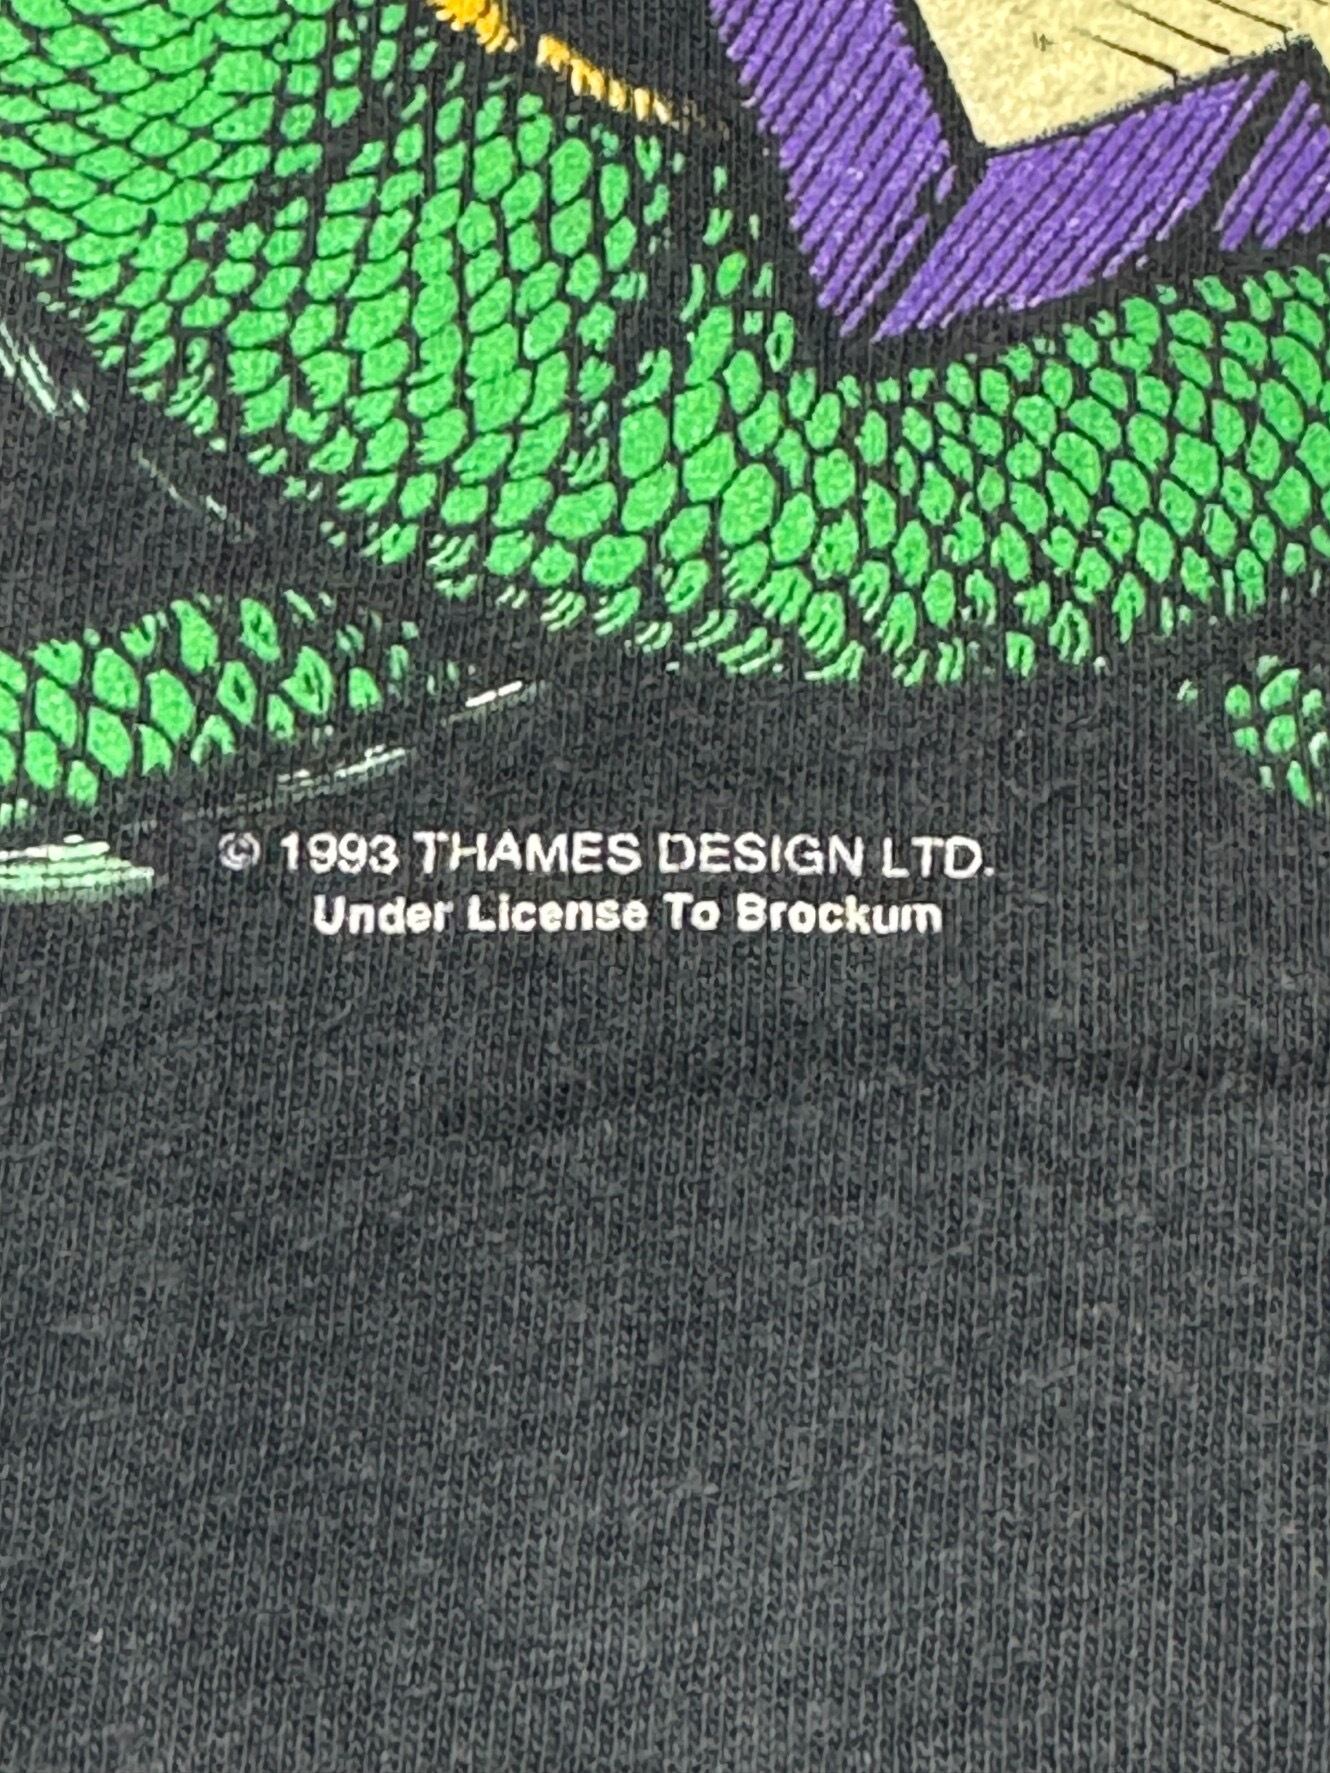 © 1993 THAMES DESIGN LTD.
Under License To Brockum